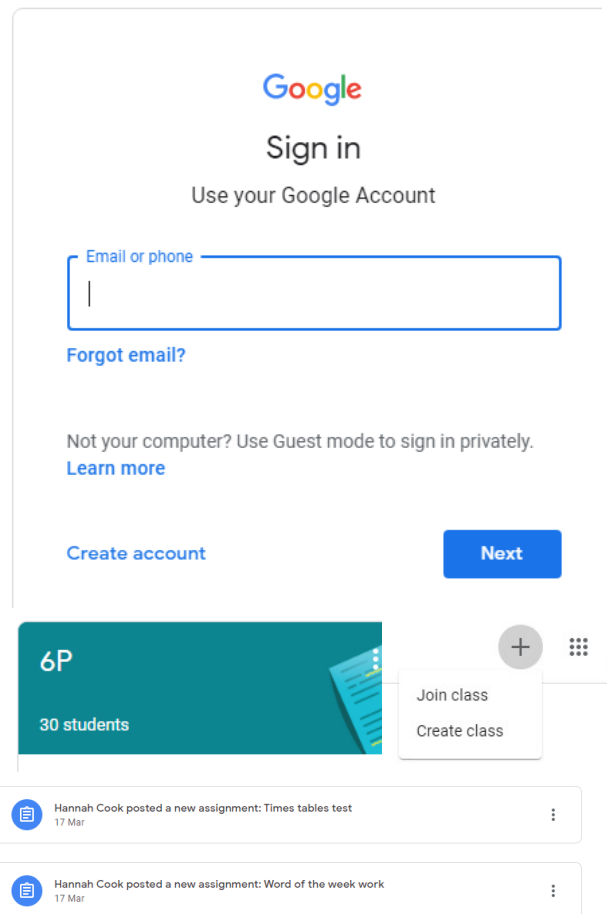 Google
Sign in
Use your Google Account
Email or phone
Forgot email?
Not your computer? Use Guest mode to sign in privately.
Learn more
Create account
Next
6P
30 students
Join class
Create class
Hannah Cook posted a new assignment: Times tables test
17 Mar
Hannah Cook posted a new assignment: Word of the week work
17 Mar